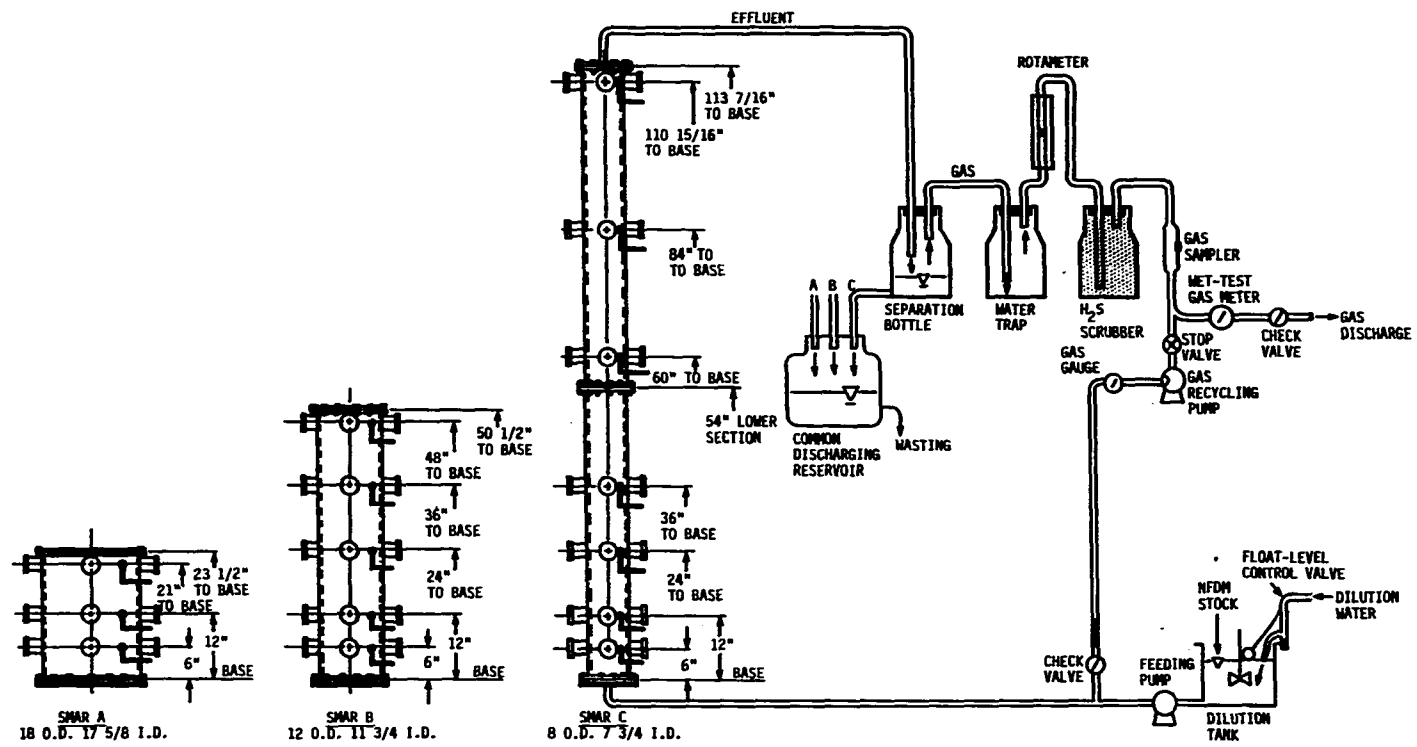 EFFLUENT
ROTAMETER
113 7/16"
TO BASE
110 15/16"
TO BASE
GAS
84" TO
TO BASE
GAS
SAMPLER
WET-TEST
GAS METER
A B C
SEPARATION
BOTTLE
WATER
TRAP
H2S
SCRUBBER
GAS
DISCHARGE
CHECK
VALVE
STOP
VALVE
GAS
GAUGE
GAS
RECYCLING
PUMP
60" TO BASE
54" LOWER
SECTION
COMMON
DISCHARGING
RESERVOIR
WASTING
50 1/2"
TO BASE
48"
TO BASE
36"
TO BASE
24"
TO BASE
12"
6"
BASE
36"
TO BASE
24"
TO BASE
12"
6"
23 1/2"
TO BASE
21"
TO BASE
12"
6"
BASE
FLOAT-LEVEL
CONTROL VALVE
NFDM
STOCK
DILUTION
WATER
CHECK
VALVE
FEEDING
PUMP
DILUTION
TANK
SMAR A
18 O.D. 17 5/8 I.D.
SMAR B
12 O.D. 11 3/4 I.D.
SMAR C
8 O.D. 7 3/4 I.D.